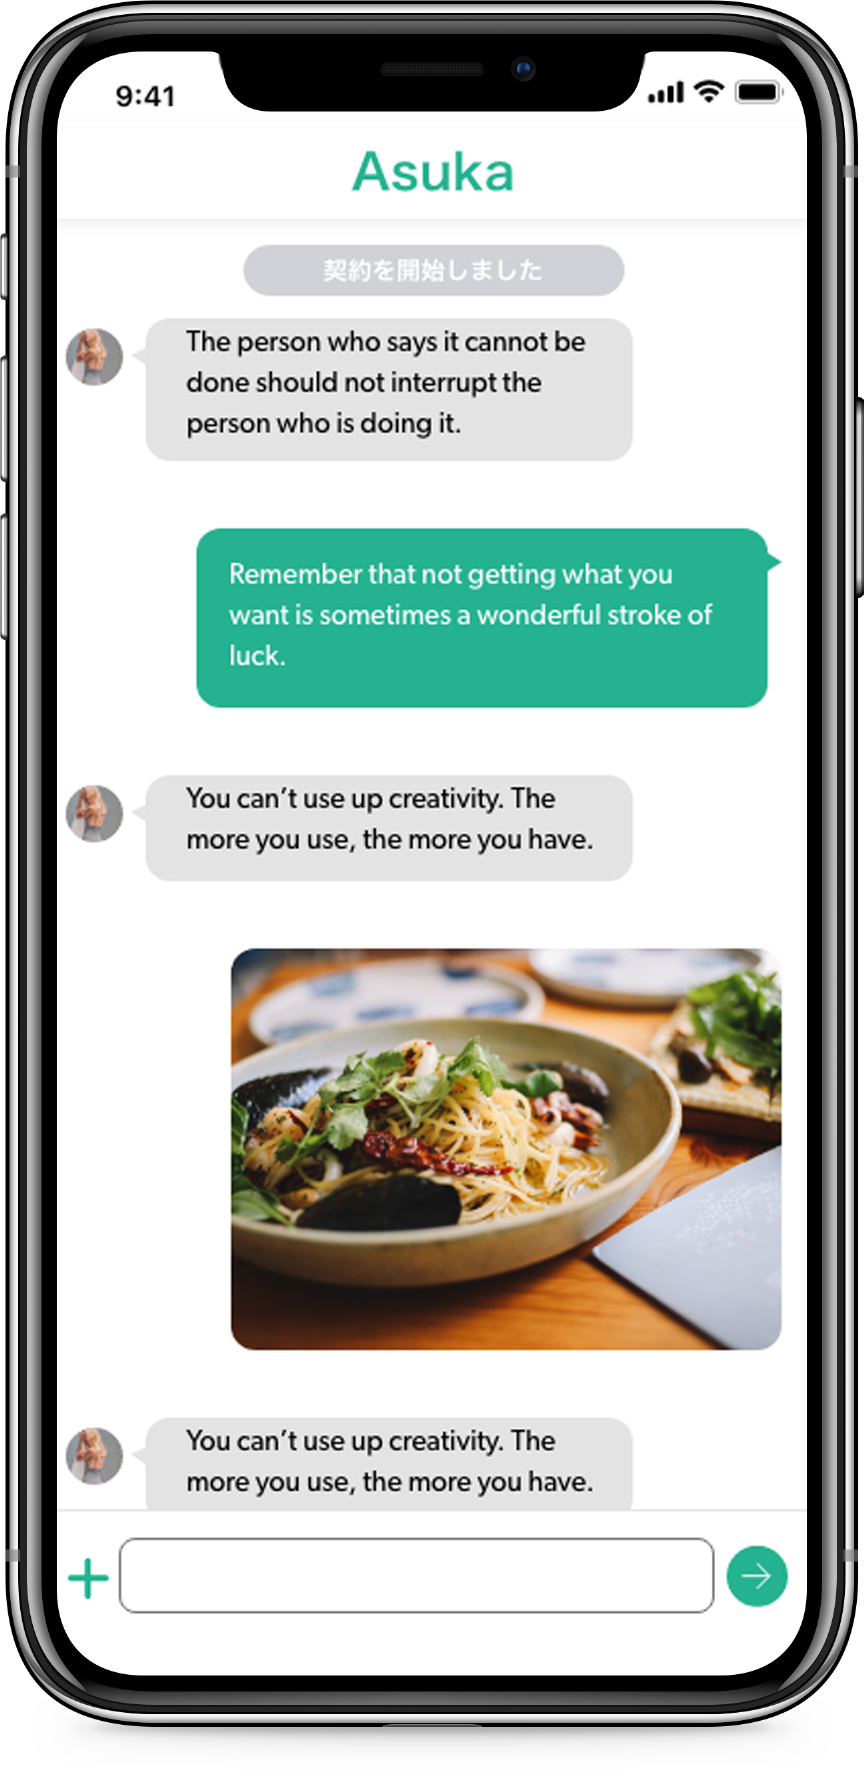 9:41
Asuka
契約を開始しました
The person who says it cannot be
done should not interrupt the
person who is doing it.
Remember that not getting what you
want is sometimes a wonderful stroke of
luck.
You can’t use up creativity. The
more you use, the more you have.
You can’t use up creativity. The
more you use, the more you have.